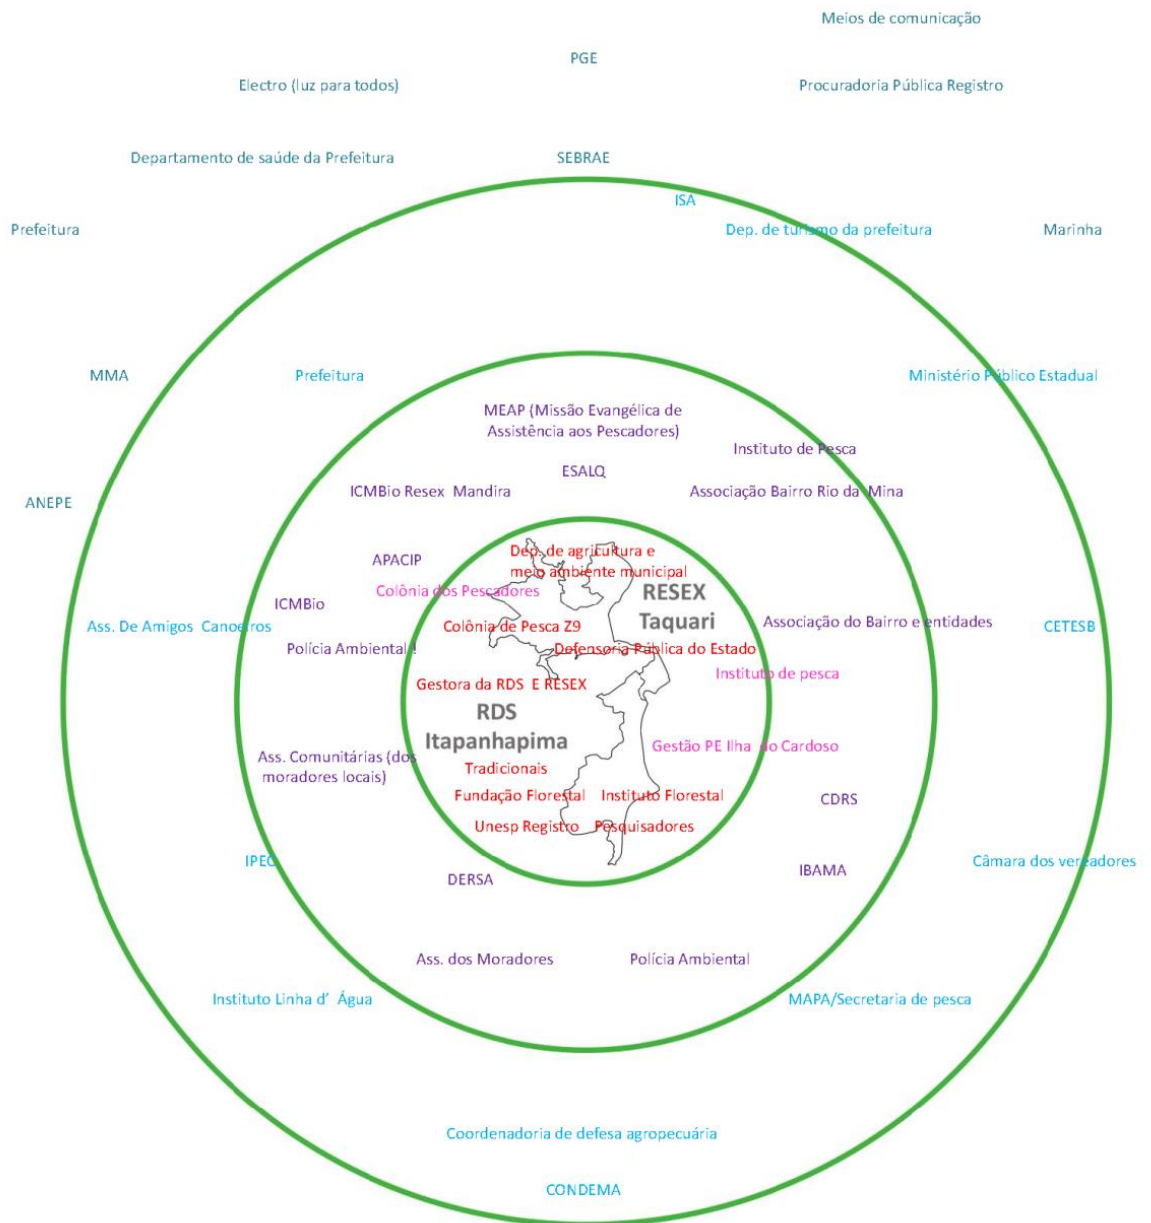 Meios de comunicação
PGE
Electro (luz para todos)
Procuradoria Pública Registro
Departamento de saúde da Prefeitura
SEBRAE
ISA
Prefeitura
Dep. de turismo da prefeitura
Marinha
MMA
Prefeitura
Ministério Público Estadual
MEAP (Missão Evangélica de
Assistência aos Pescadores)
Instituto de Pesca
ESALQ
ICMBio Resex Mandira
Associação Bairro Rio da Mina
ANEPE
Dep. de agricultura e
meio ambiente municipal
APACIP
Colônia dos Pescadores
RESEX
Taquari
ICMBio
Ass. De Amigos Canoeiros
Colônia de Pesca Z9
Associação do Bairro e entidades
CETESB
Polícia Ambiental !
Defensoria Pública do Estado
Instituto de pesca
Gestora da RDS E RESEX
RDS
Itapanhapima
Gestão PE Ilha do Cardoso
Ass. Comunitárias (dos
moradores locais)
Tradicionais
Fundação Florestal
Instituto Florestal
CDRS
Unesp Registro
Pesquisadores
IPEC
Câmara dos vereadores
DERSA
IBAMA
Ass. dos Moradores
Polícia Ambiental
Instituto Linha d' Água
MAPA/Secretaria de pesca
Coordenadoria de defesa agropecuária
CONDEMA